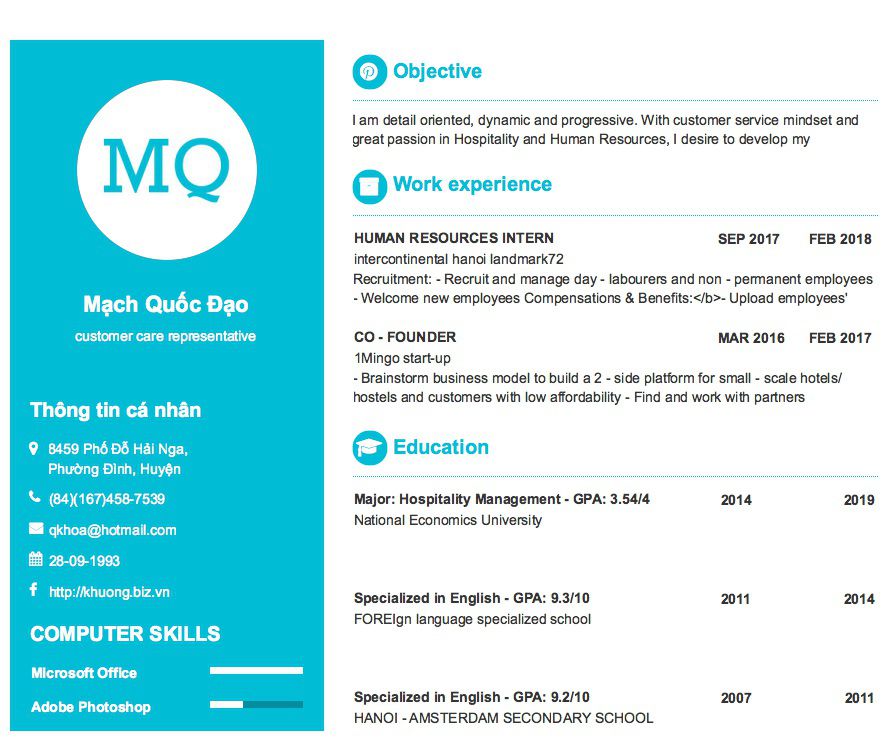 MQ
Mạch Quốc Đạo
customer care representative
Thông tin cá nhân
8459 Phố Đỗ Hải Nga,
Phường Đình, Huyện
(84)(167)458-7539
qkhoa@hotmail.com
28-09-1993
http://khuong.biz.vn
COMPUTER SKILLS
Microsoft Office
Adobe Photoshop
Objective
I am detail oriented, dynamic and progressive. With customer service mindset and
great passion in Hospitality and Human Resources, I desire to develop my
Work experience
HUMAN RESOURCES INTERN SEP 2017 FEB 2018
intercontinental hanoi landmark72
Recruitment: - Recruit and manage day - labourers and non - permanent employees
- Welcome new employees Compensations & Benefits:</b>- Upload employees'
CO - FOUNDER MAR 2016 FEB 2017
1Mingo start-up
- Brainstorm business model to build a 2 - side platform for small - scale hotels/
hostels and customers with low affordability - Find and work with partners
Education
Major: Hospitality Management - GPA: 3.54/4 2014 2019
National Economics University
Specialized in English - GPA: 9.3/10 2011 2014
FOREIgn language specialized school
Specialized in English - GPA: 9.2/10 2007 2011
HANOI - AMSTERDAM SECONDARY SCHOOL